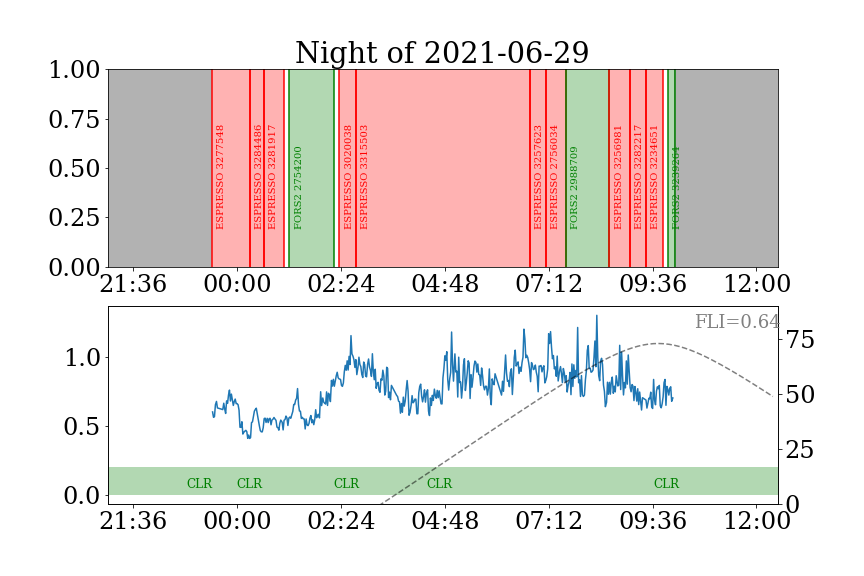 Night of 2021-06-29
1.00
0.75
0.50
0.25
0.00
ESPRESSO 3277548
ESPRESSO 3284486
ESPRESSO 3281917
FORS2 2754200
ESPRESSO 3020038
ESPRESSO 3315503
ESPRESSO 3257623
ESPRESSO 2756034
FORS2 2988709
ESPRESSO 3256981
ESPRESSO 3282217
ESPRESSO 3234651
FORS2 3239264
21:36 00:00 02:24 04:48 07:12 09:36 12:00
FLI=0.64
1.0
0.5
0.0
75
50
25
0
CLR CLR CLR CLR CLR
21:36 00:00 02:24 04:48 07:12 09:36 12:00